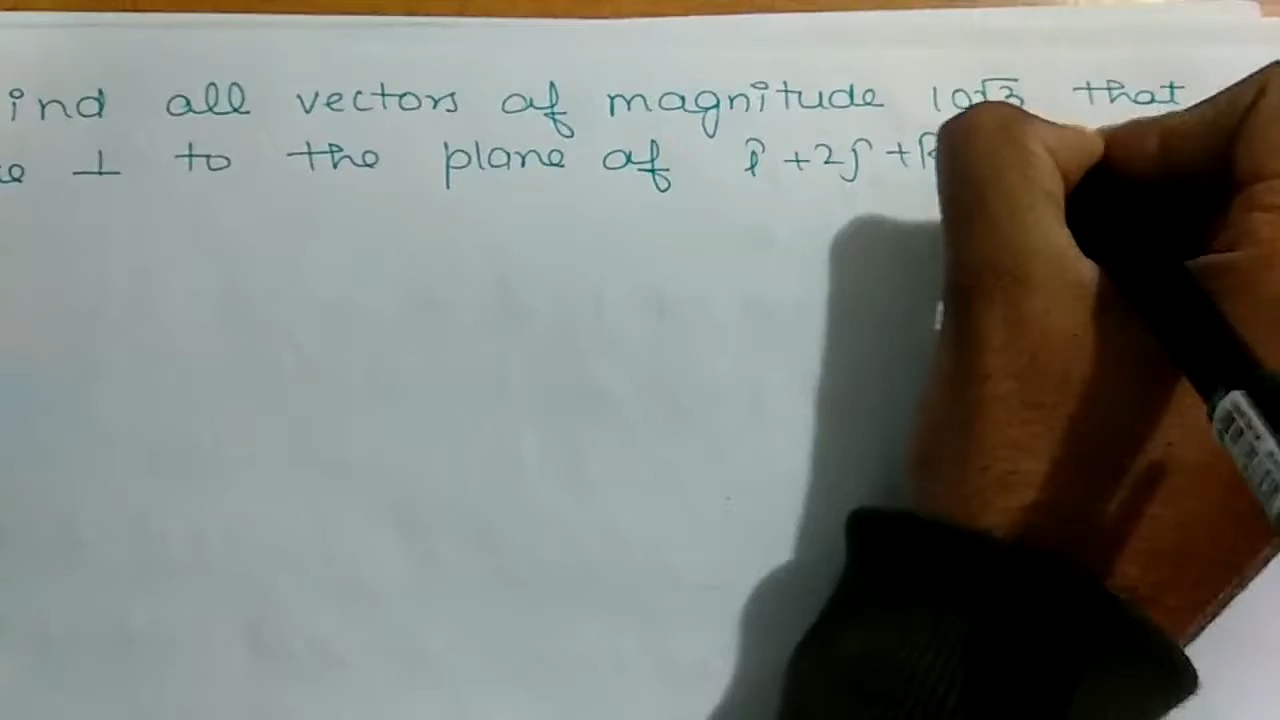 ind all vectors of magnitude 10√3 that
⊥ to the plane of î + 2ĵ +